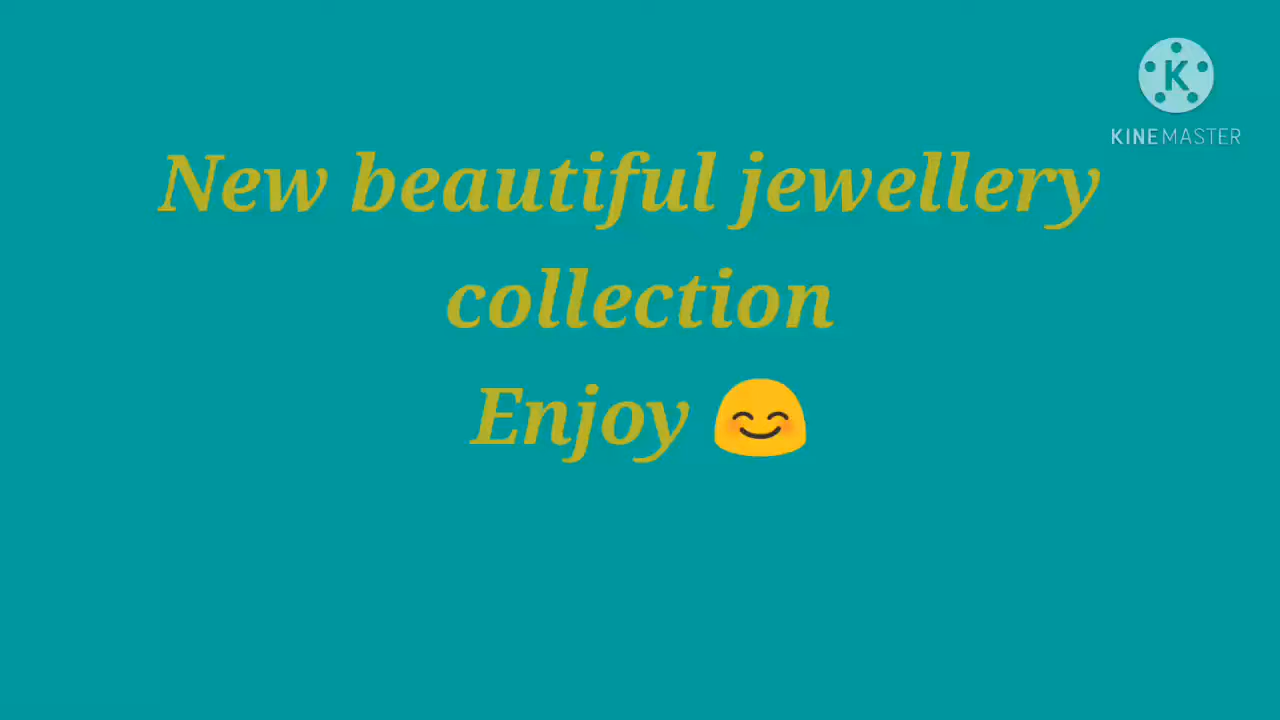 K
KINEMASTER
New beautiful jewellery
collection
Enjoy 😊